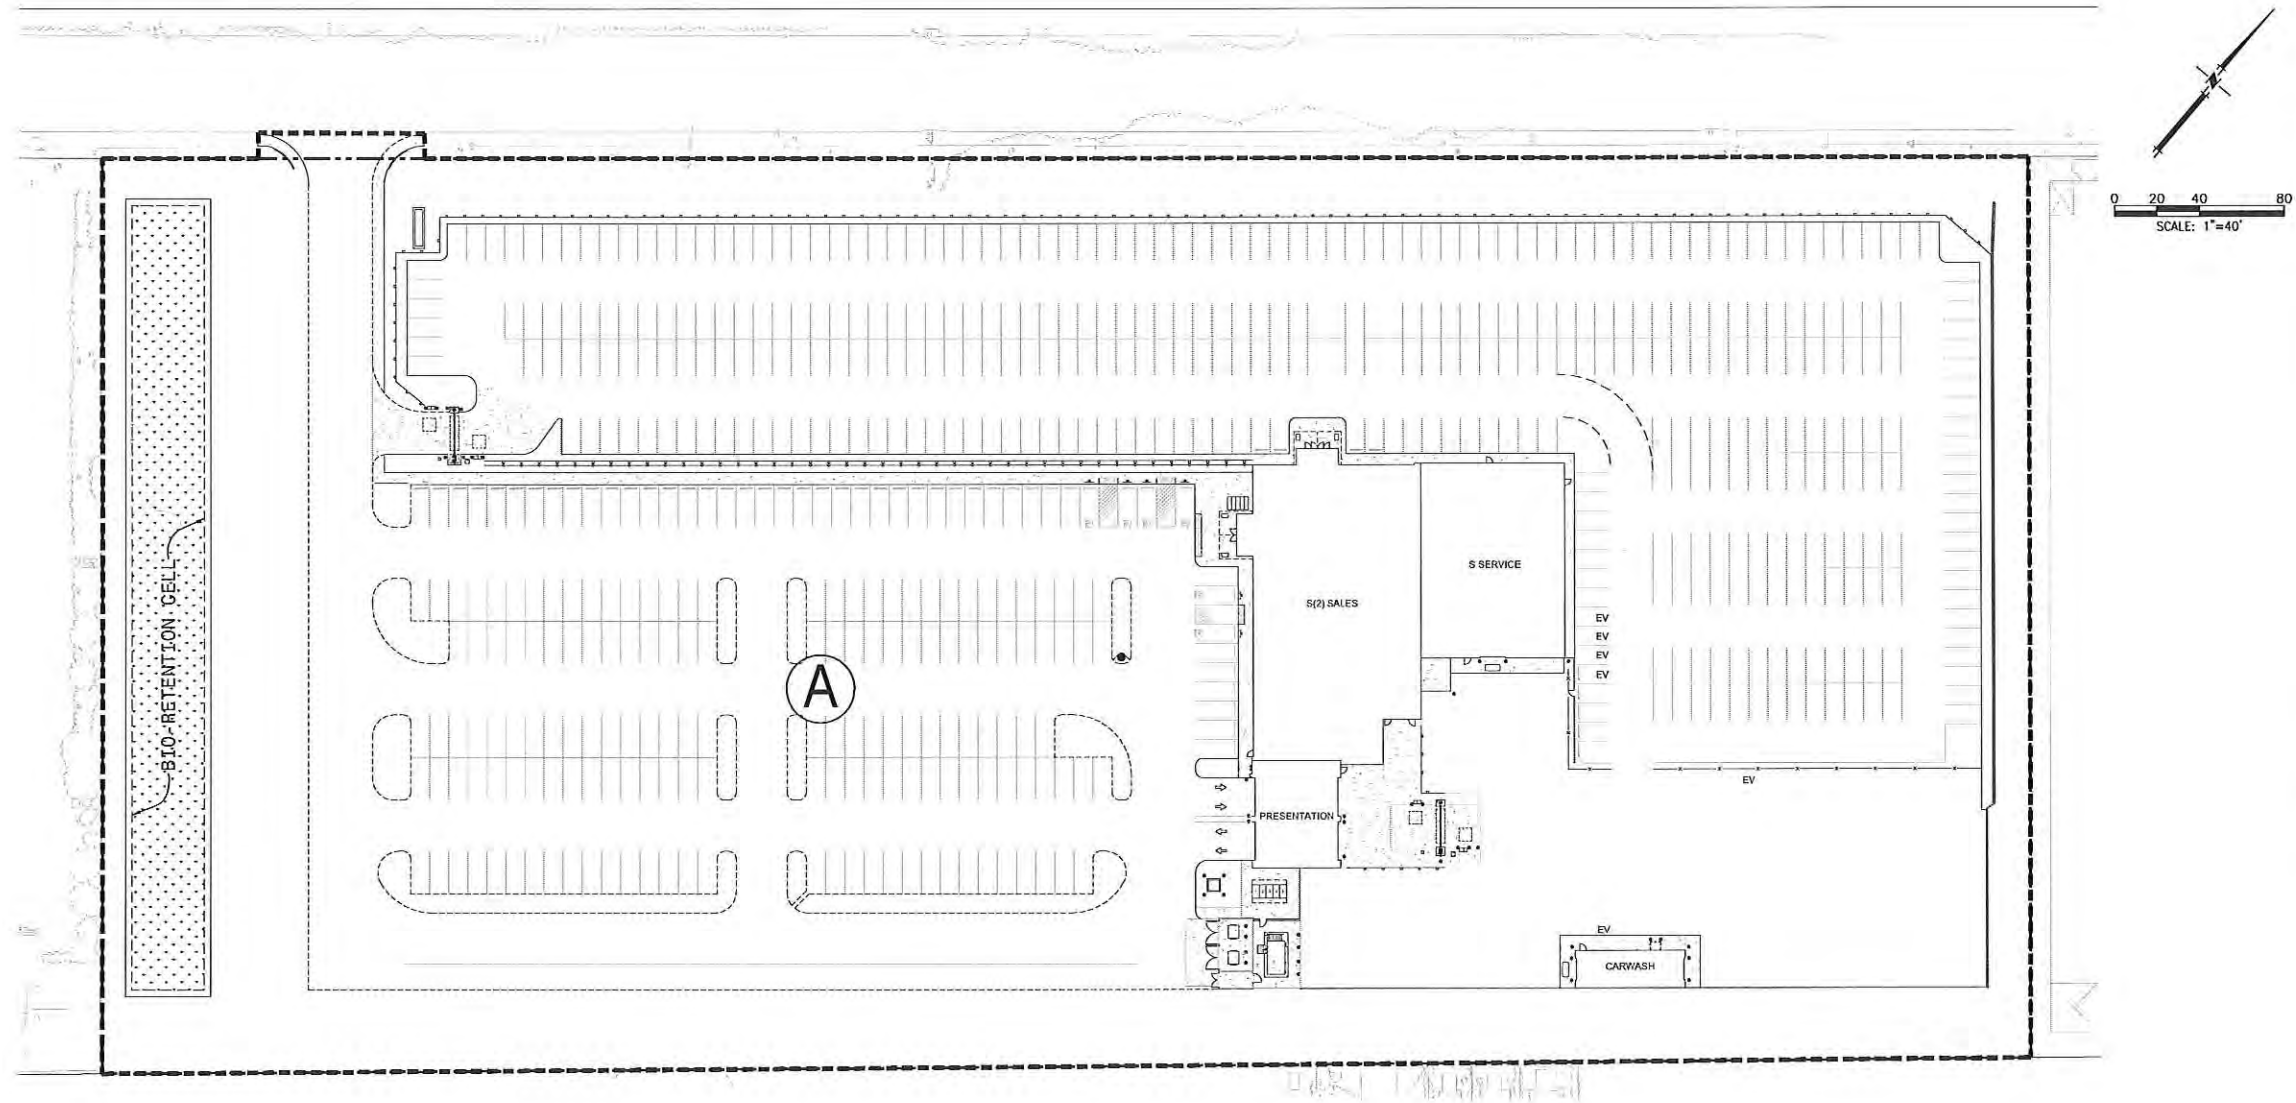 0 20 40 80
SCALE: 1"=40'
BIO-RETENTION CELL
A
S SERVICE
S(2) SALES
EV
EV
EV
EV
EV
PRESENTATION
EV
CARWASH